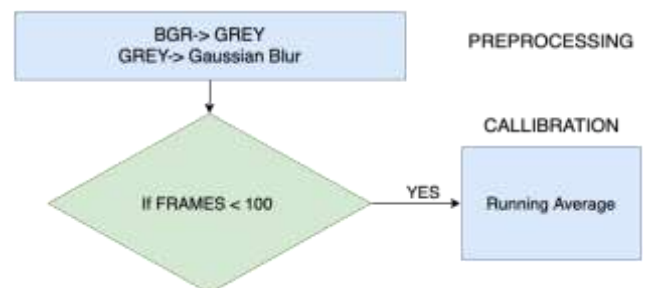 BGR-> GREY
GREY-> Gaussian Blur
PREPROCESSING
CALLIBRATION
If FRAMES < 100
YES
Running Average